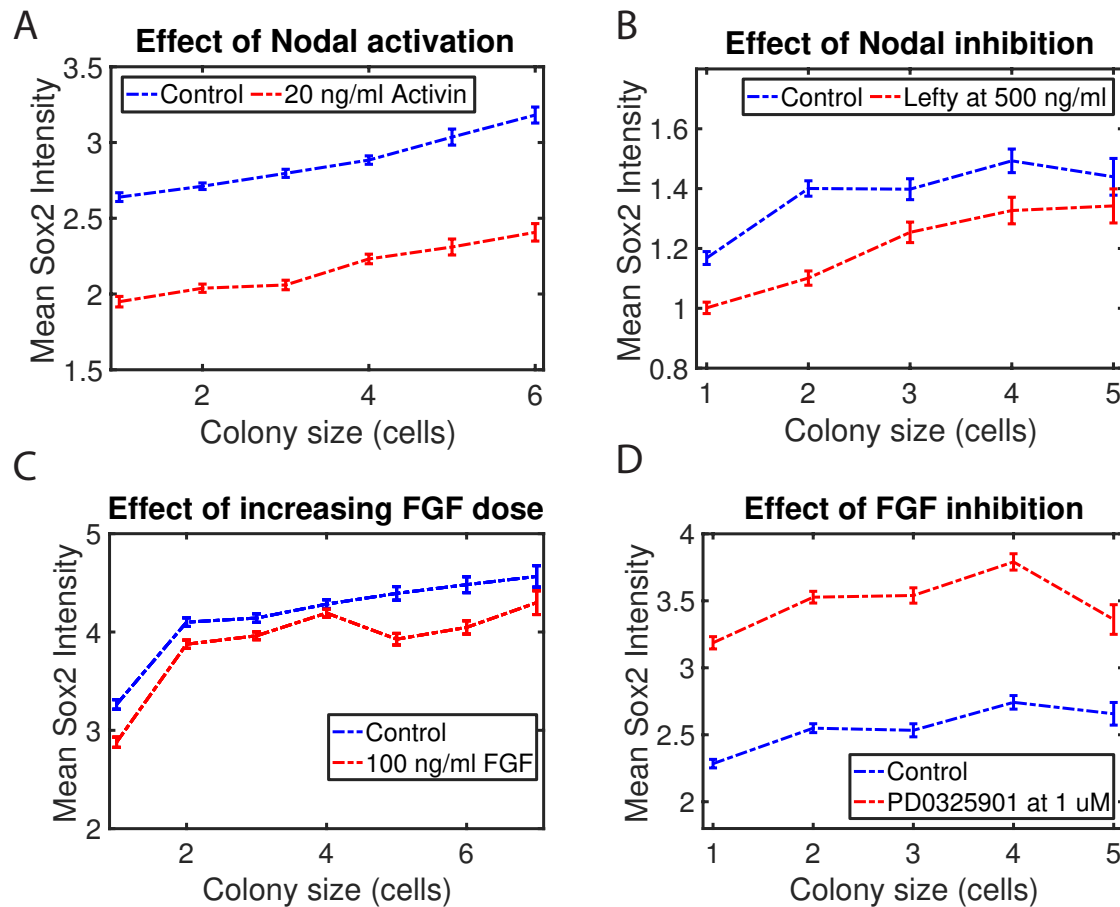 A
Effect of Nodal activation
3.5
3
2.5
2
1.5
Mean Sox2 Intensity
Control
20 ng/ml Activin
2 4 6
Colony size (cells)
B
Effect of Nodal inhibition
1.6
1.4
1.2
1
0.8
Mean Sox2 Intensity
Control
Lefty at 500 ng/ml
1 2 3 4 5
Colony size (cells)
C
Effect of increasing FGF dose
5
4
3
2
Mean Sox2 Intensity
Control
100 ng/ml FGF
2 4 6
Colony size (cells)
D
Effect of FGF inhibition
4
3.5
3
2.5
2
Mean Sox2 Intensity
Control
PD0325901 at 1 uM
1 2 3 4 5
Colony size (cells)